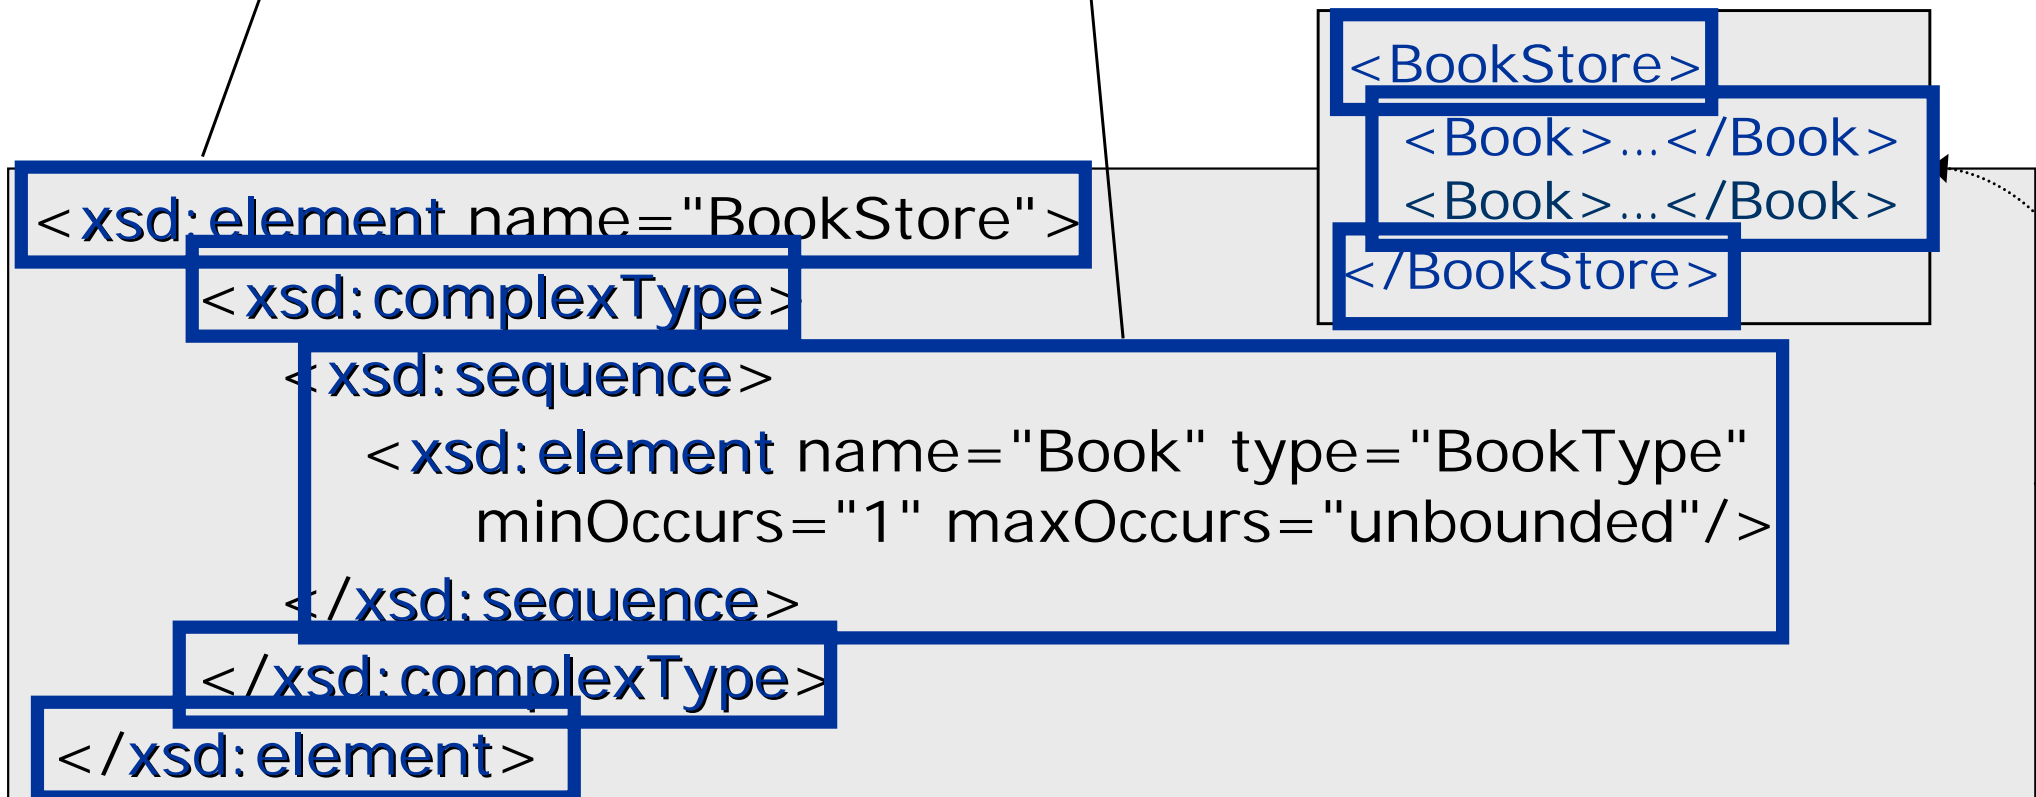 <BookStore>
<Book>...</Book>
<Book>...</Book>
</BookStore>
<xsd:element name="BookStore">
<xsd:complexType>
<xsd:sequence>
<xsd:element name="Book" type="BookType"
minOccurs="1" maxOccurs="unbounded"/>
</xsd:sequence>
</xsd:complexType>
</xsd:element>